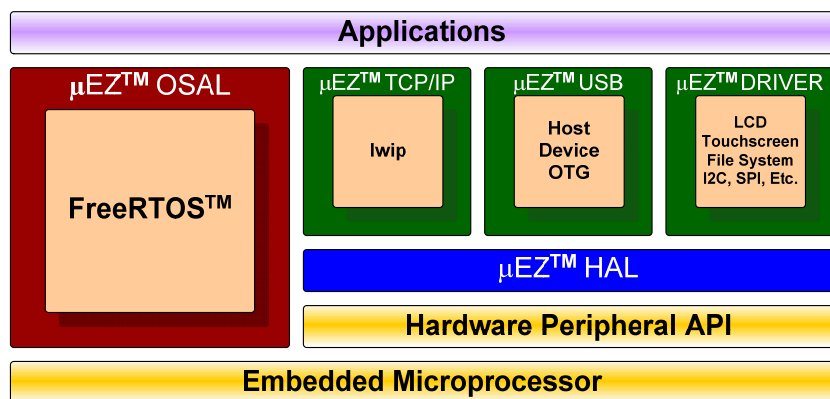 Applications
μEZ™ OSAL
FreeRTOS™
μEZ™ TCP/IP
lwip
μEZ™ USB
Host
Device
OTG
μEZ™ DRIVER
LCD
Touchscreen
File System
I2C, SPI, Etc.
μEZ™ HAL
Hardware Peripheral API
Embedded Microprocessor